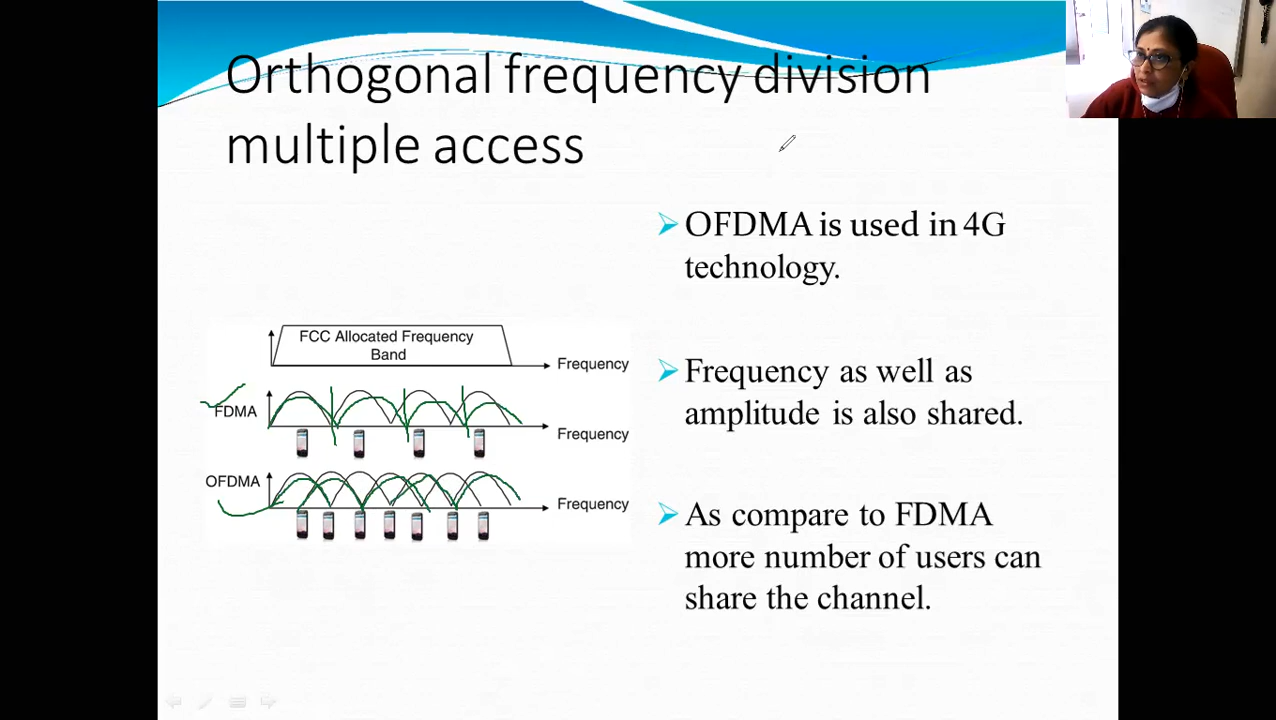 Orthogonal frequency division
multiple access
OFDMA is used in 4G
technology.
Frequency as well as
amplitude is also shared.
As compare to FDMA
more number of users can
share the channel.
FCC Allocated Frequency
Band
Frequency
FDMA
Frequency
OFDMA
Frequency